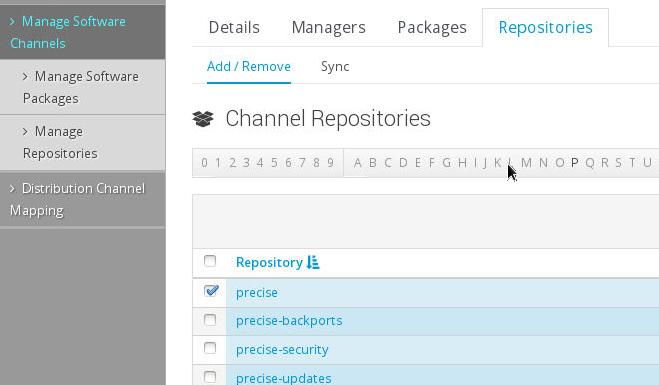 Manage Software
Channels
Manage Software
Packages
Manage
Repositories
Distribution Channel
Mapping
Details Managers Packages Repositories
Add / Remove Sync
Channel Repositories
0 1 2 3 4 5 6 7 8 9 A B C D E F G H I J K L M N O P Q R S T U
Repository
precise
precise-backports
precise-security
precise-updates